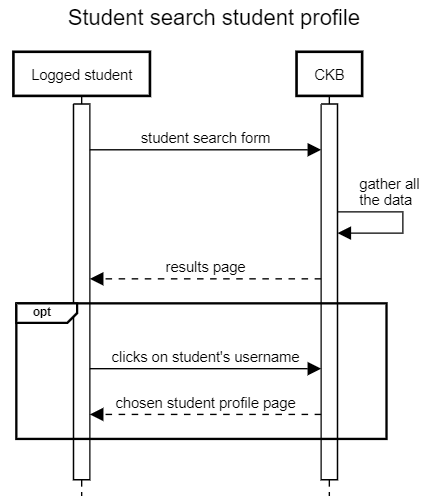 Student search student profile
Logged student
CKB
student search form
gather all
the data
results page
opt
clicks on student's username
chosen student profile page